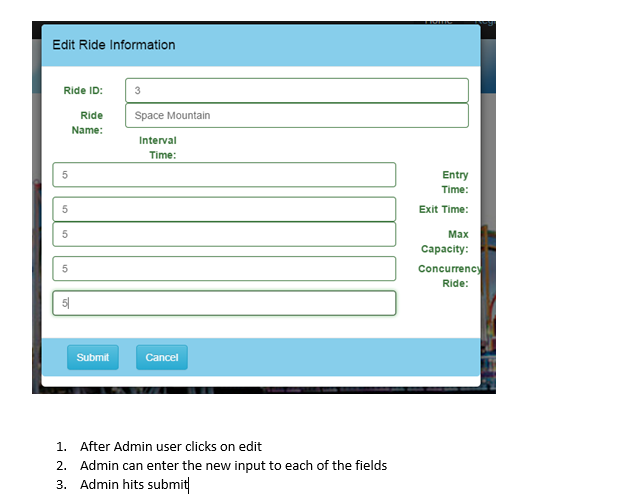 Edit Ride Information
Ride ID: 3
Ride Name: Space Mountain
Interval Time:
5
Entry Time:
5
Exit Time:
5
Max Capacity:
5
Concurrency Ride:
5
Submit Cancel
1. After Admin user clicks on edit
2. Admin can enter the new input to each of the fields
3. Admin hits submit